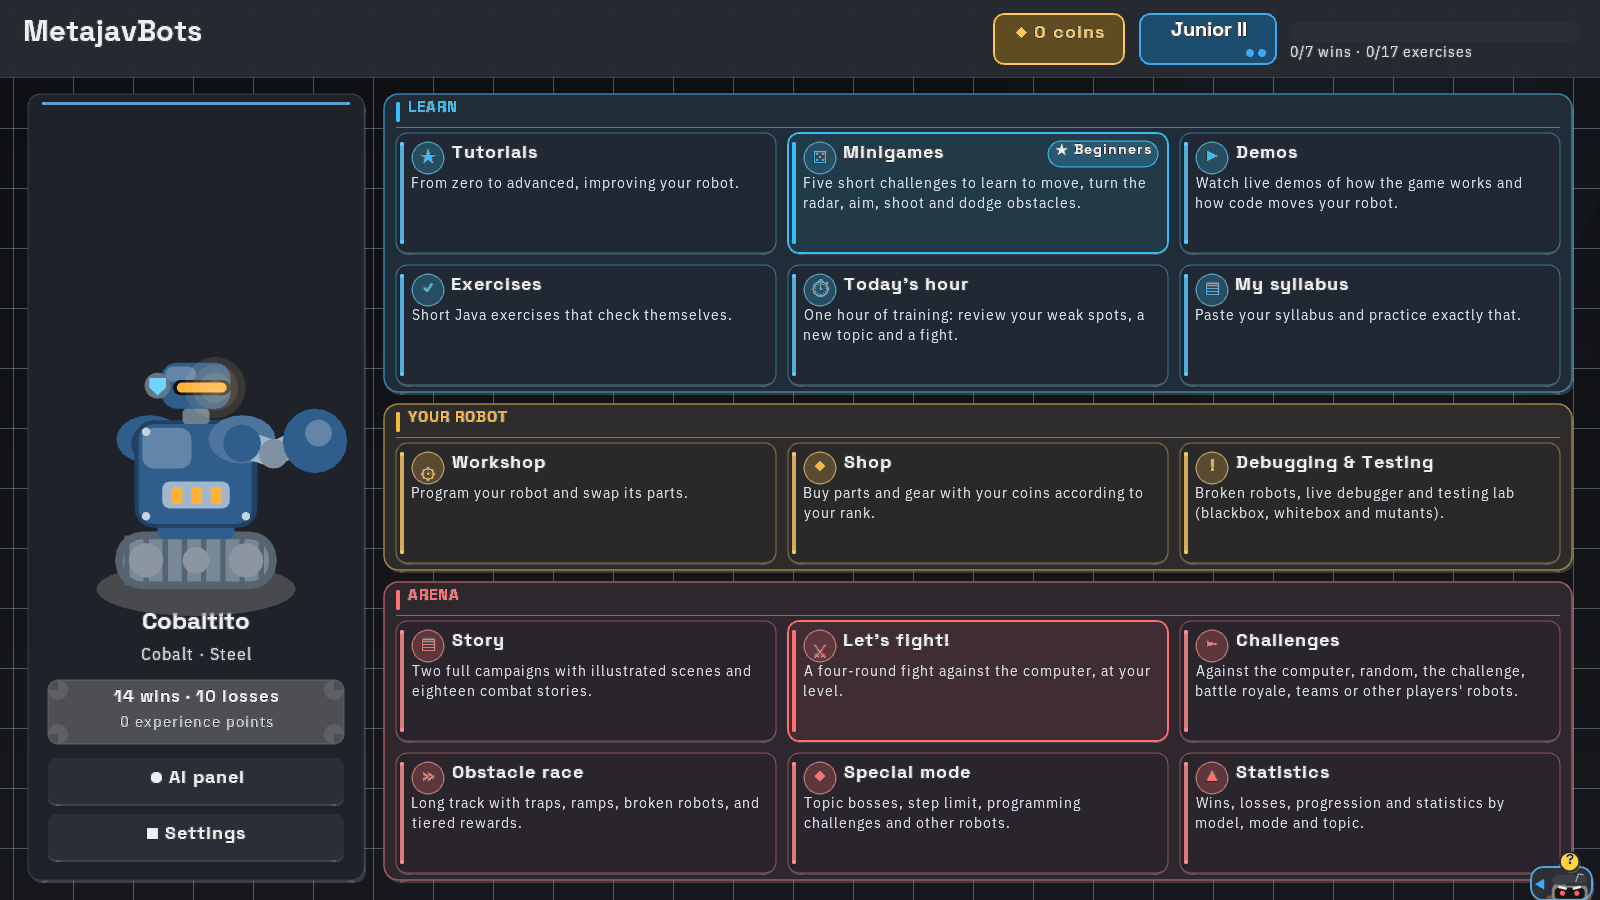 MetajavBots
0 coins
Junior II
0/7 wins · 0/17 exercises
LEARN
Tutorials
From zero to advanced, improving your robot.
Minigames
★ Beginners
Five short challenges to learn to move, turn the
radar, aim, shoot and dodge obstacles.
Demos
Watch live demos of how the game works and
how code moves your robot.
Exercises
Short Java exercises that check themselves.
Today's hour
One hour of training: review your weak spots, a
new topic and a fight.
My syllabus
Paste your syllabus and practice exactly that.
YOUR ROBOT
Workshop
Program your robot and swap its parts.
Shop
Buy parts and gear with your coins according to
your rank.
!
Debugging & Testing
Broken robots, live debugger and testing lab
(blackbox, whitebox and mutants).
ARENA
Story
Two full campaigns with illustrated scenes and
eighteen combat stories.
Let's fight!
A four-round fight against the computer, at your
level.
Challenges
Against the computer, random, the challenge,
battle royale, teams or other players' robots.
Obstacle race
Long track with traps, ramps, broken robots, and
tiered rewards.
Special mode
Topic bosses, step limit, programming
challenges and other robots.
Statistics
Wins, losses, progression and statistics by
model, mode and topic.
Cobaltito
Cobalt · Steel
14 wins · 10 losses
0 experience points
AI panel
Settings
?